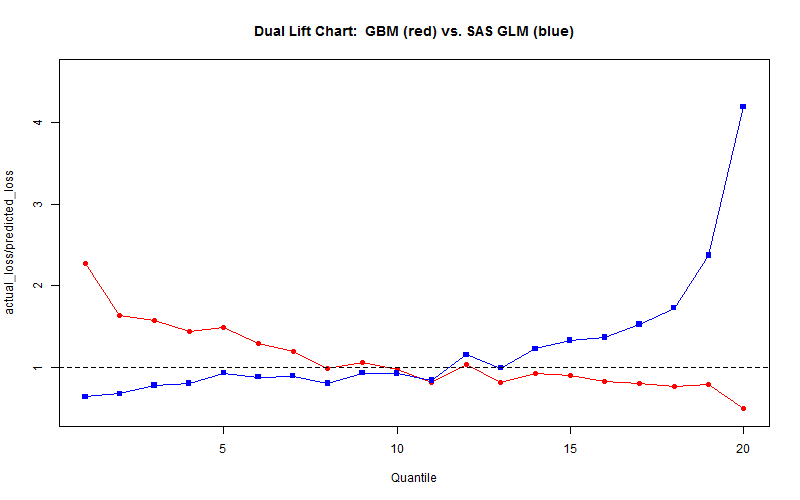 Dual Lift Chart:  GBM (red) vs. SAS GLM (blue)
actual_loss/predicted_loss
4
3
2
1
5 10 15 20
Quantile